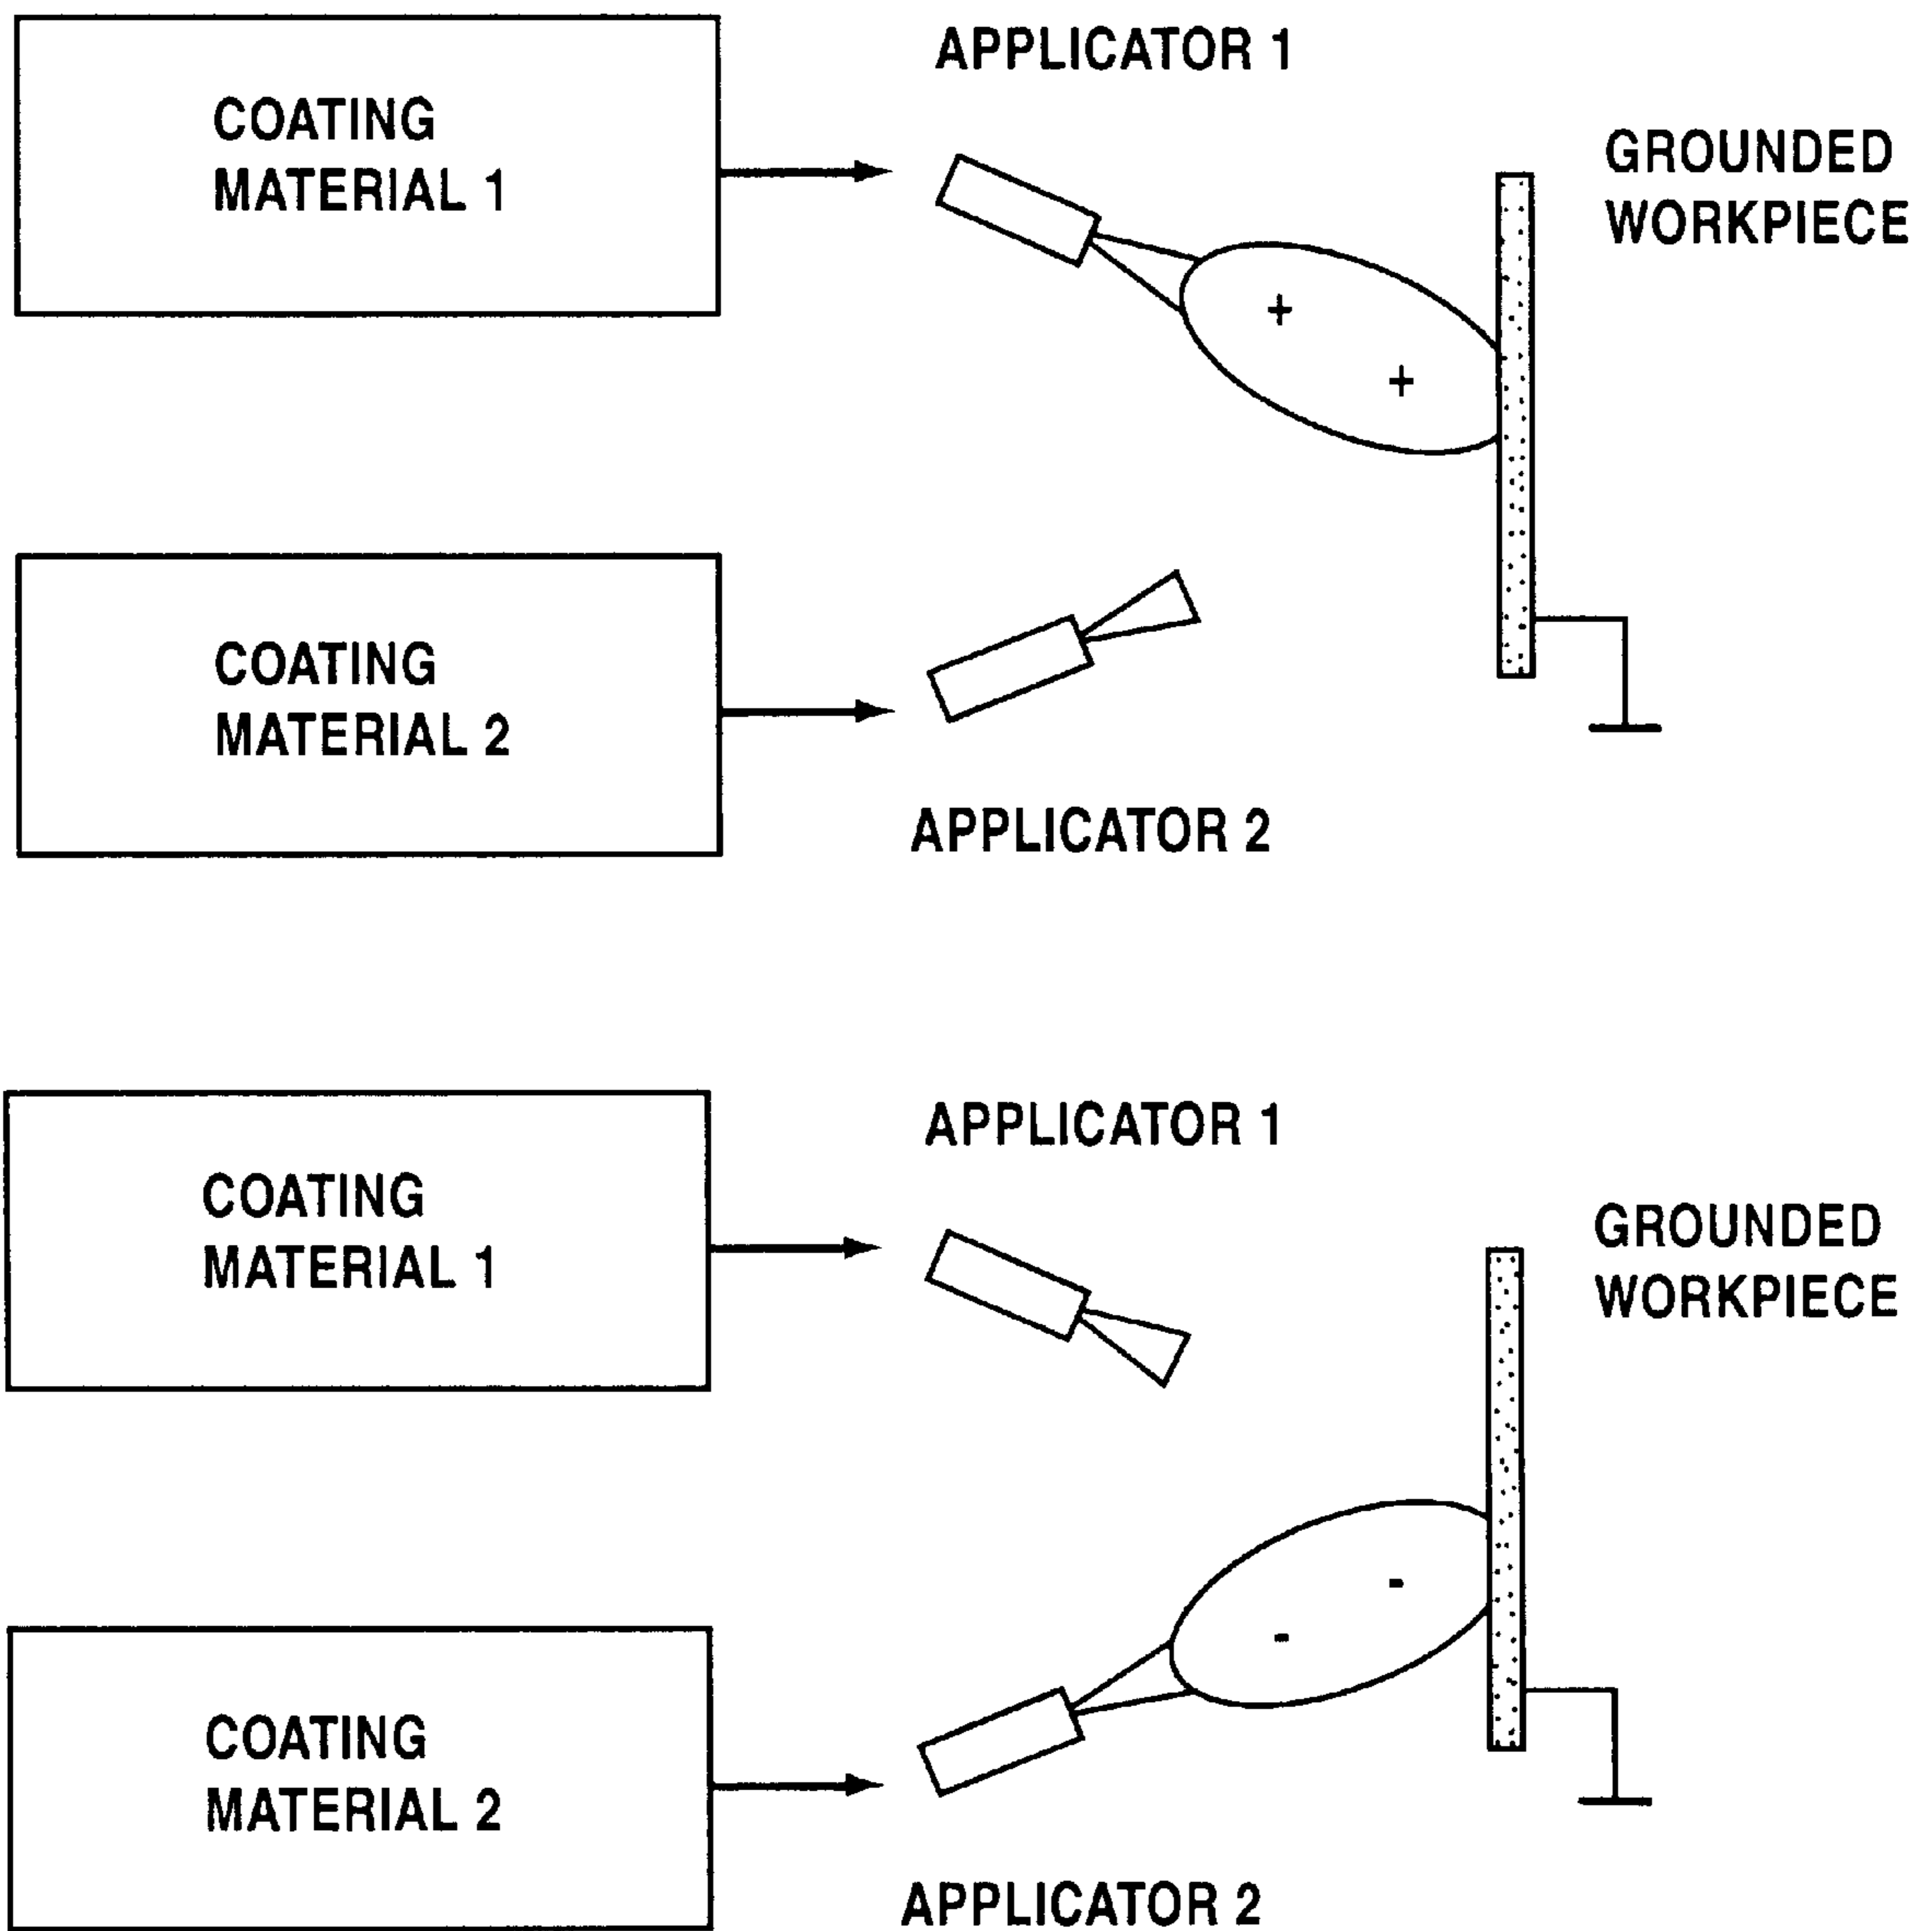 APPLICATOR 1
COATING
MATERIAL 1
GROUNDED
WORKPIECE
+
+
COATING
MATERIAL 2
APPLICATOR 2
APPLICATOR 1
COATING
MATERIAL 1
GROUNDED
WORKPIECE
-
-
COATING
MATERIAL 2
APPLICATOR 2